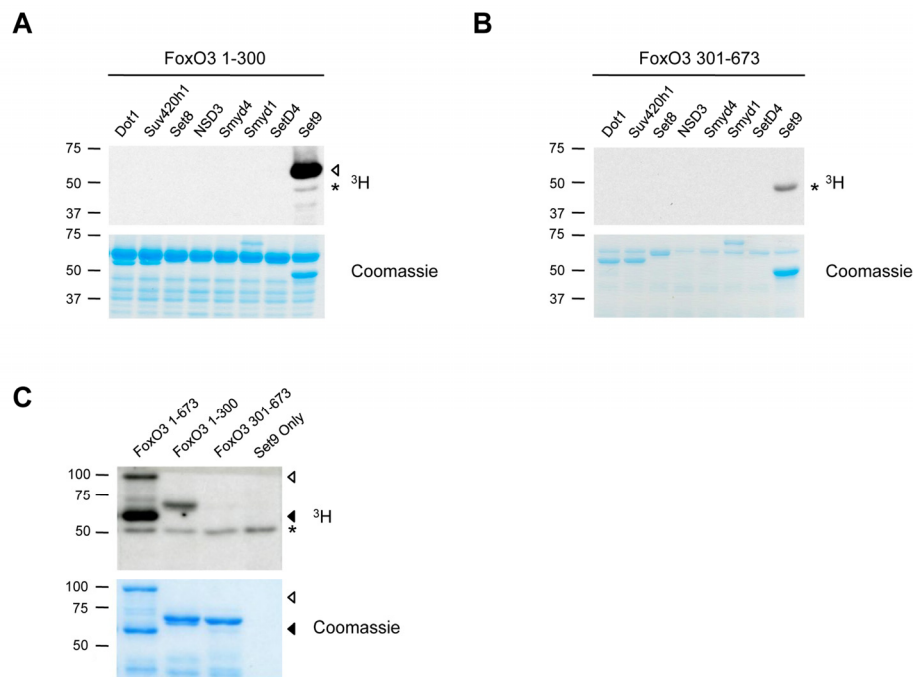 A
FoxO3 1-300
Dot1 Suv420h1 Set8 NSD3 Smyd4 Smyd1 SetD4 Set9
75
50
37
* ³H
75
50
37
Coomassie
B
FoxO3 301-673
Dot1 Suv420h1 Set8 NSD3 Smyd4 Smyd1 SetD4 Set9
75
50
37
* ³H
75
50
37
Coomassie
C
FoxO3 1-673 FoxO3 1-300 FoxO3 301-673 Set9 Only
100
75
50
³H
*
100
75
50
Coomassie